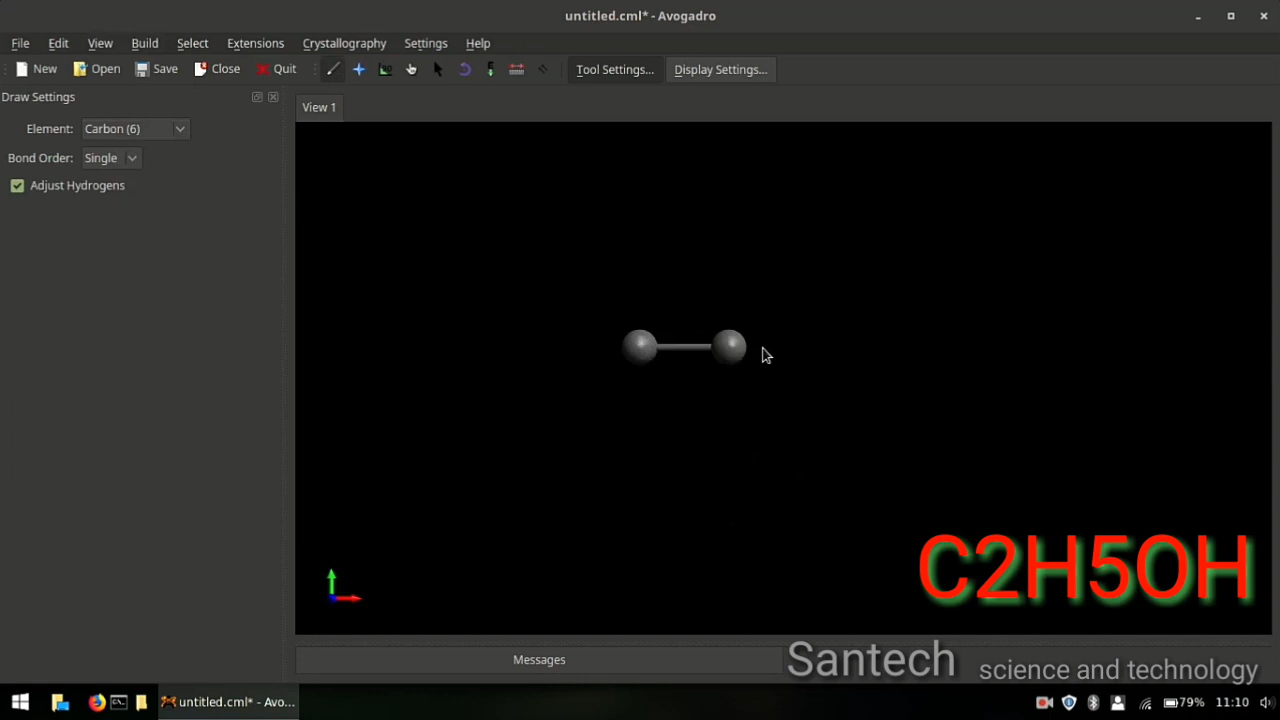 untitled.cml* - Avogadro
File Edit View Build Select Extensions Crystallography Settings Help
New Open Save Close Quit Tool Settings... Display Settings...
Draw Settings
View 1
Element: Carbon (6)
Bond Order: Single
Adjust Hydrogens
C2H5OH
Messages
Santech science and technology
untitled.cml* - Avo... 79% 11:10